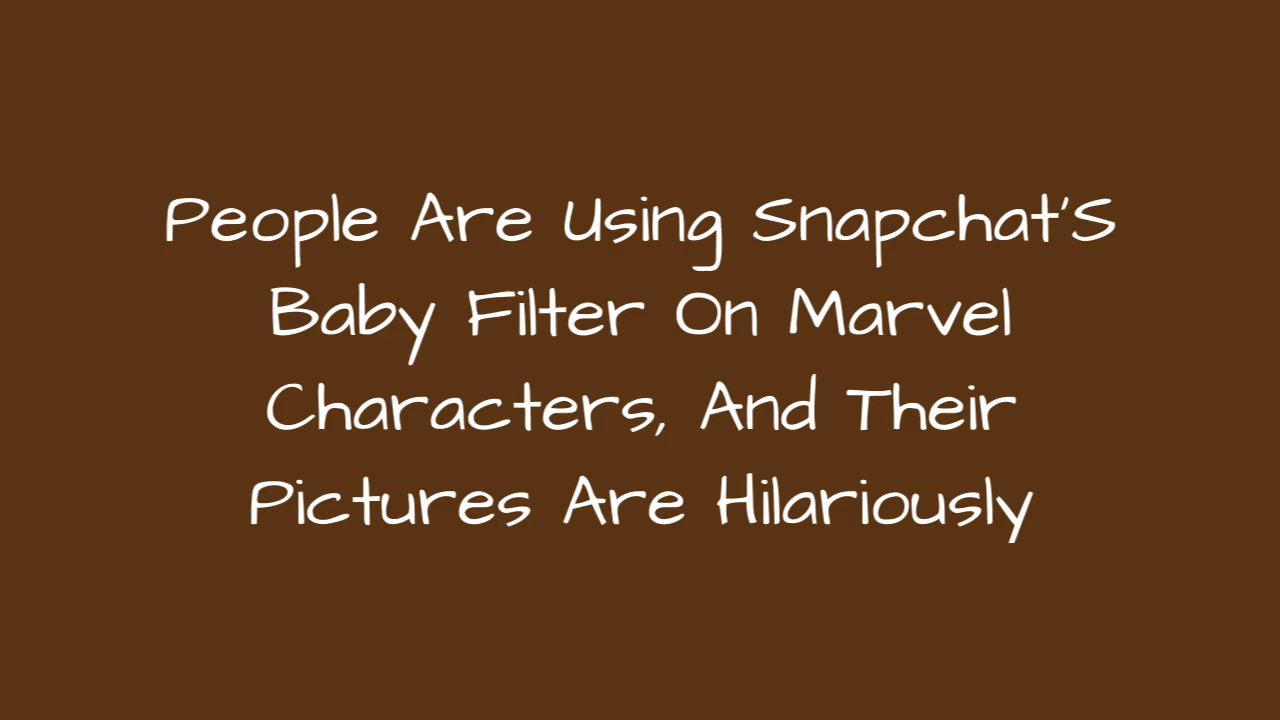 People Are Using Snapchat'S
Baby Filter On Marvel
Characters, And Their
Pictures Are Hilariously